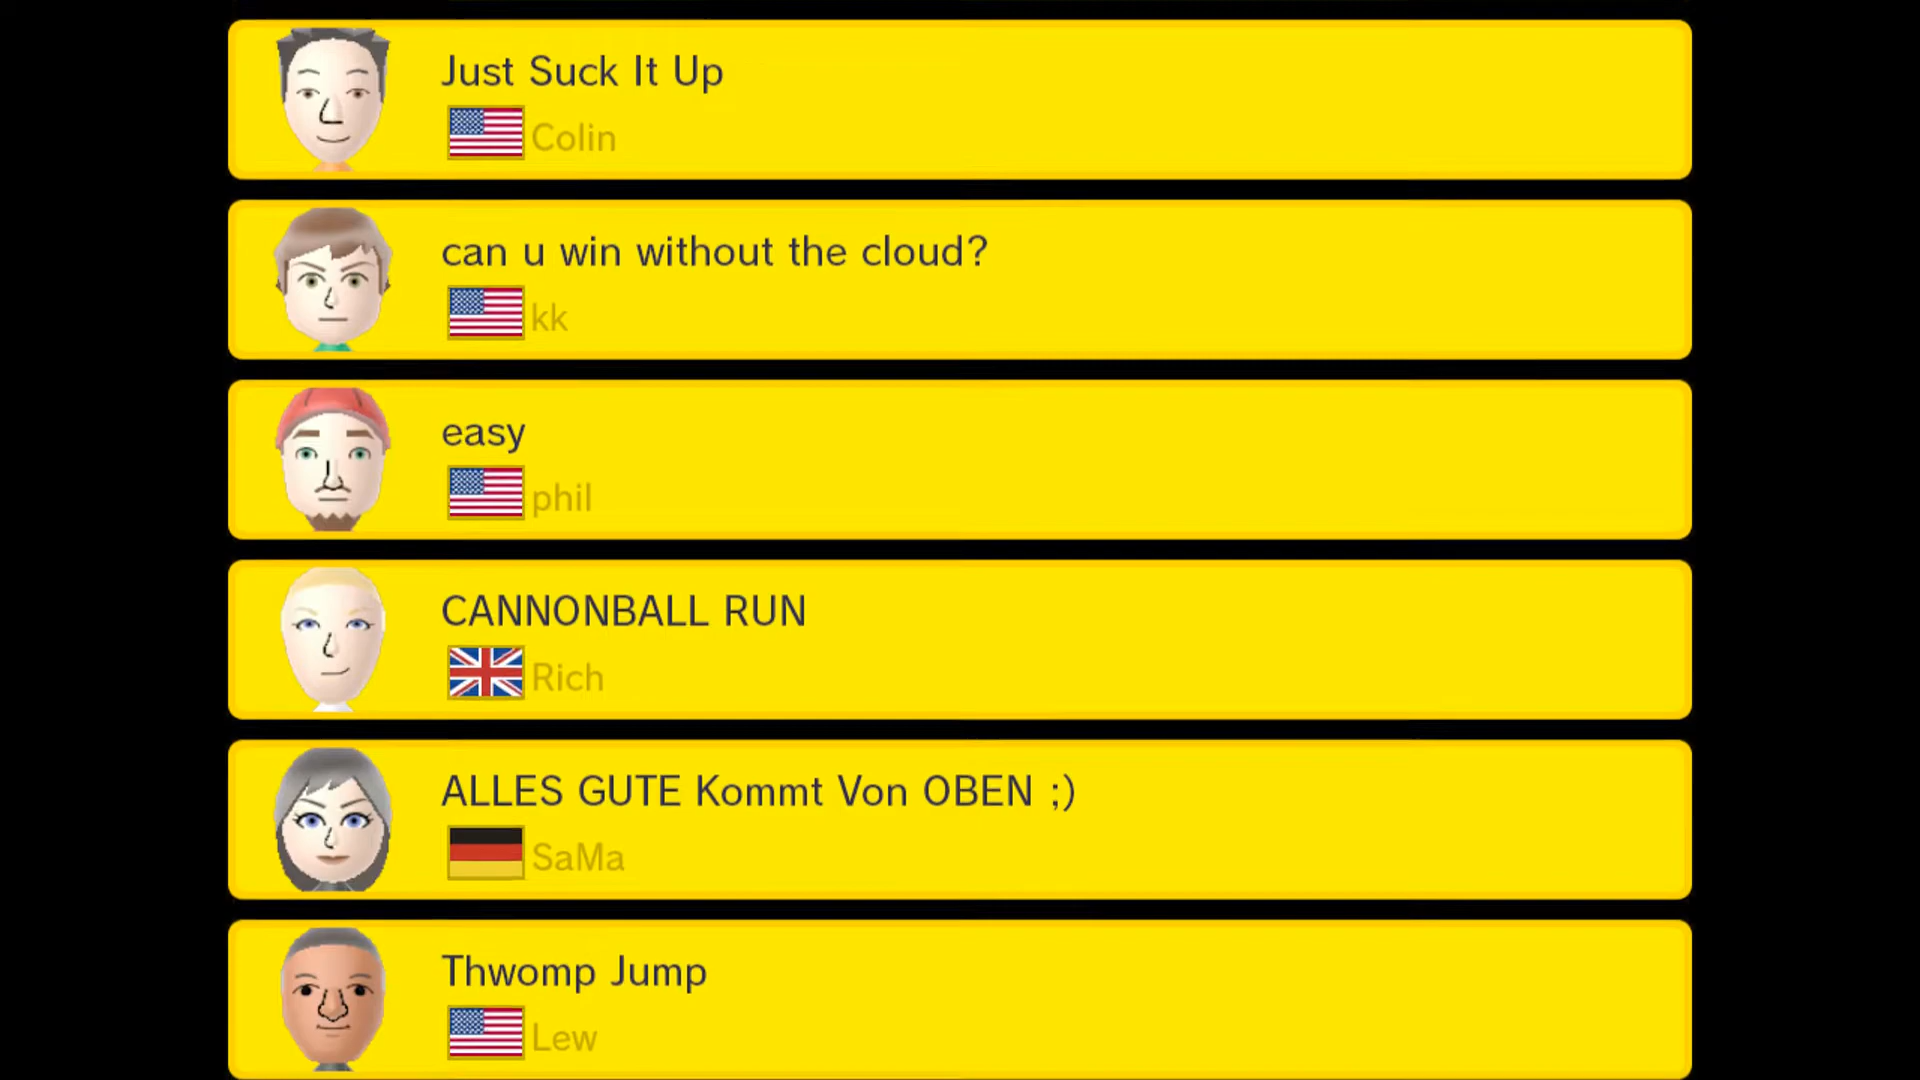 Just Suck It Up
Colin
can u win without the cloud?
kk
easy
phil
CANNONBALL RUN
Rich
ALLES GUTE Kommt Von OBEN ;)
SaMa
Thwomp Jump
Lew